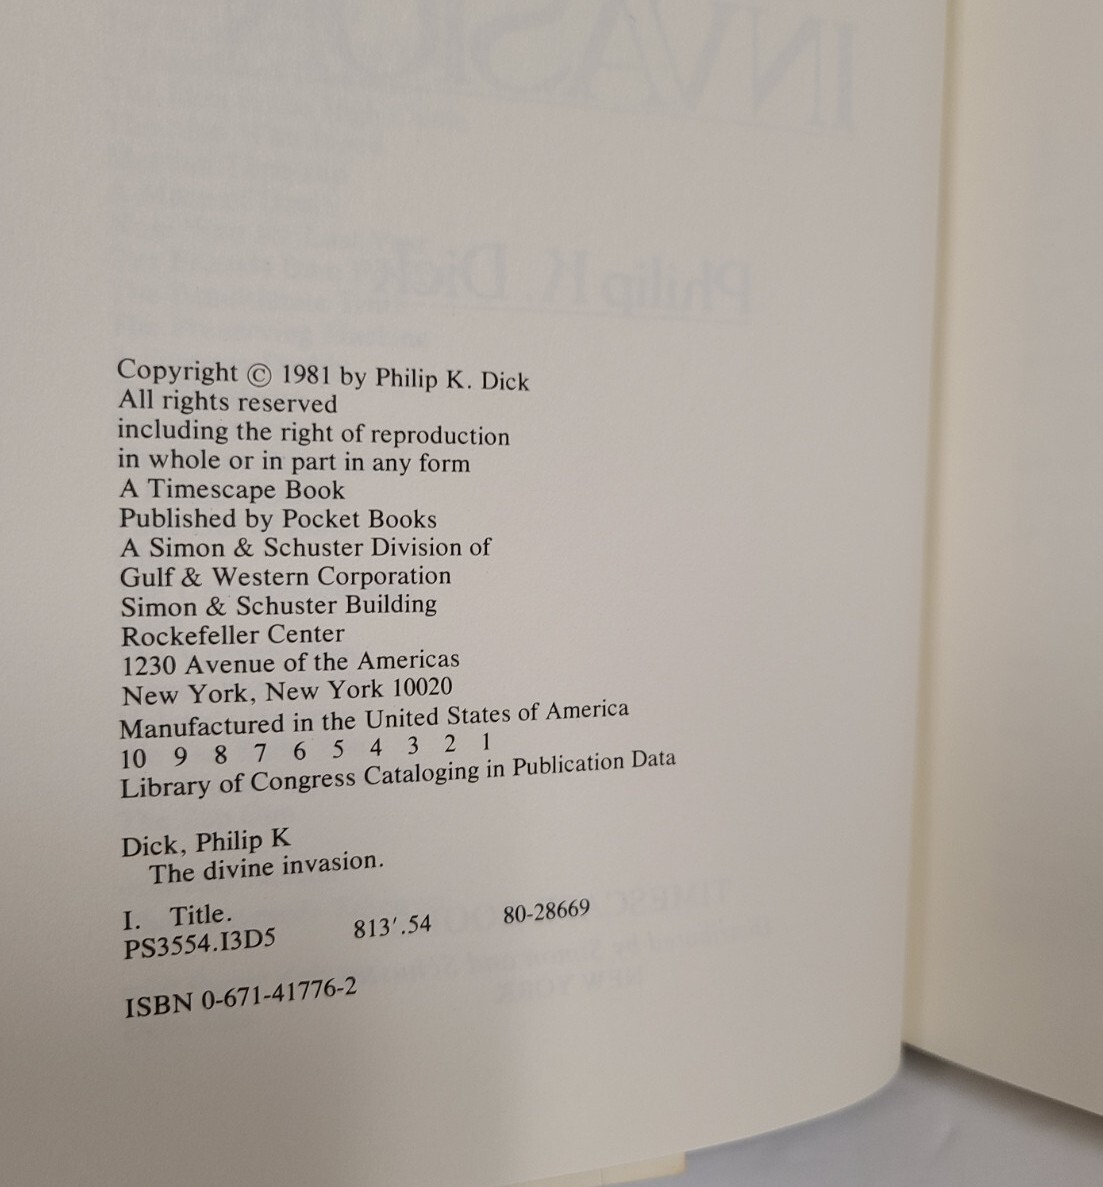 INVASION
Philip K. Dick
Copyright © 1981 by Philip K. Dick
All rights reserved
including the right of reproduction
in whole or in part in any form
A Timescape Book
Published by Pocket Books
A Simon & Schuster Division of
Gulf & Western Corporation
Simon & Schuster Building
Rockefeller Center
1230 Avenue of the Americas
New York, New York 10020
Manufactured in the United States of America
10 9 8 7 6 5 4 3 2 1
Library of Congress Cataloging in Publication Data
Dick, Philip K
The divine invasion.
I. Title.
PS3554.I3D5 813'.54 80-28669
ISBN 0-671-41776-2